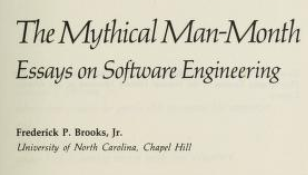 The Mythical Man-Month
Essays on Software Engineering
Frederick P. Brooks, Jr.
University of North Carolina, Chapel Hill